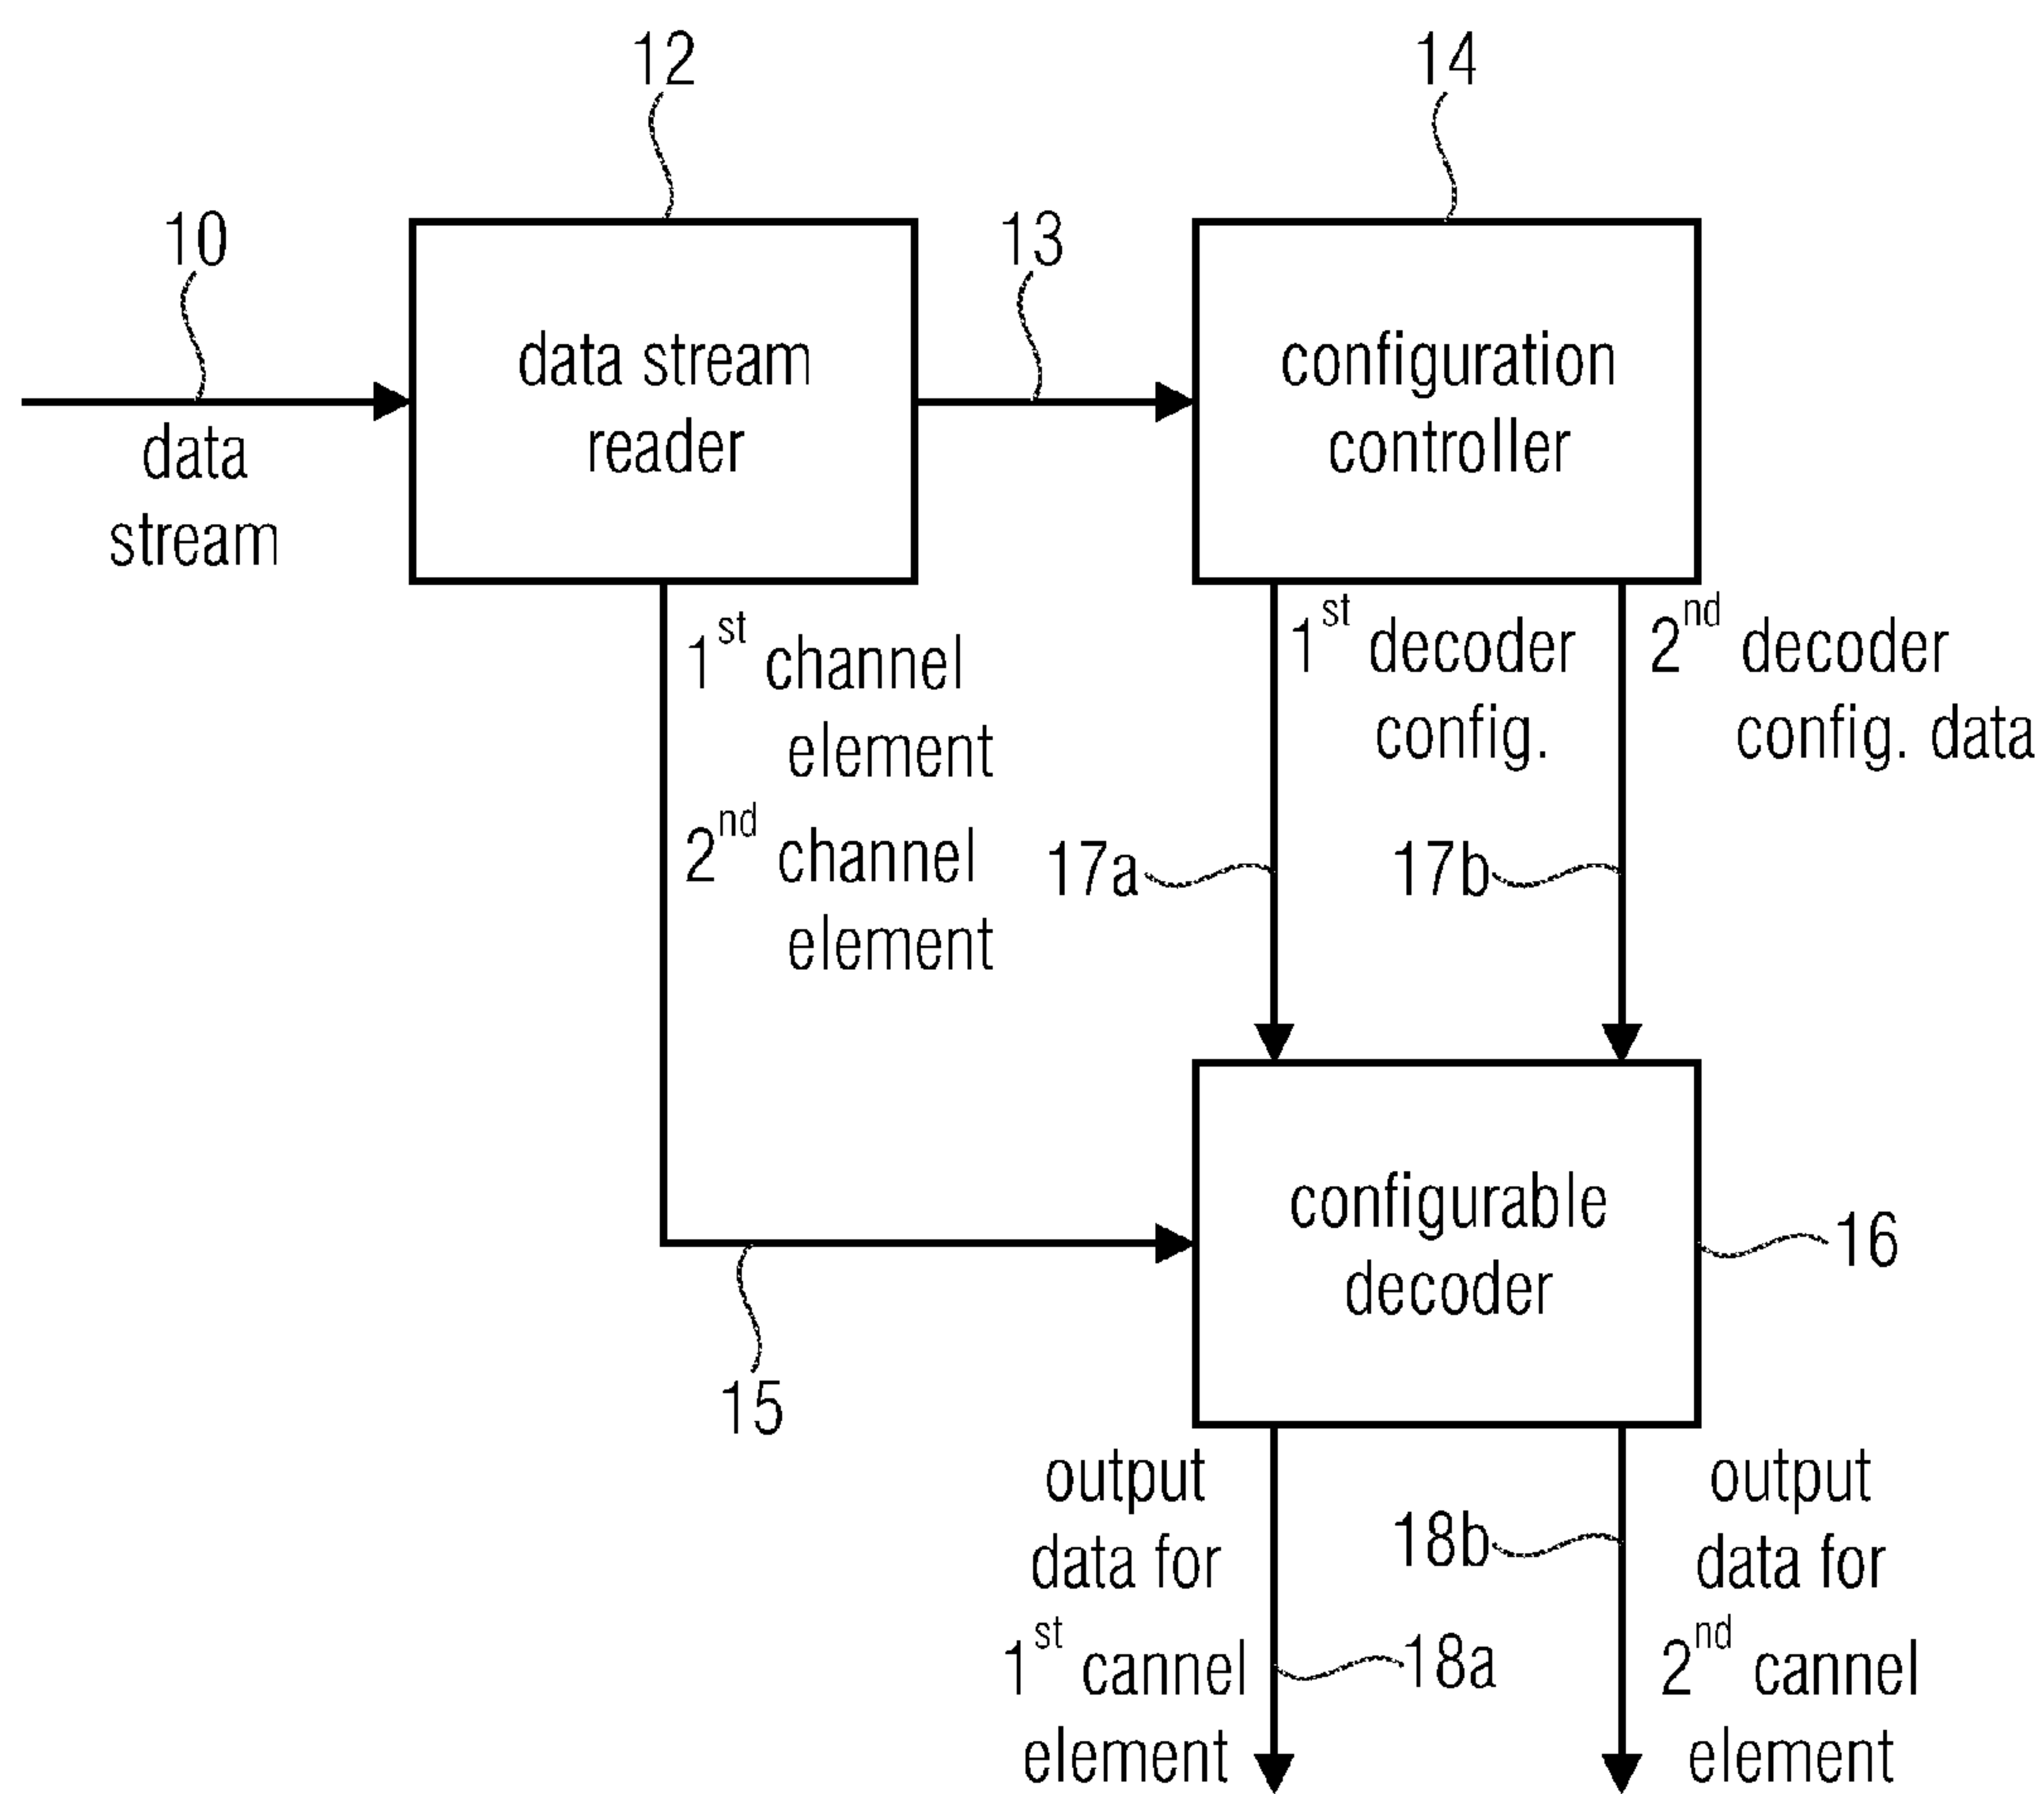 12
14
10
13
data stream
reader
configuration
controller
data
stream
1st channel
element
2nd channel
element
1st decoder
config.
2nd decoder
config. data
17a
17b
configurable
decoder
16
15
output
data for
1st cannel
element
18b
18a
output
data for
2nd cannel
element